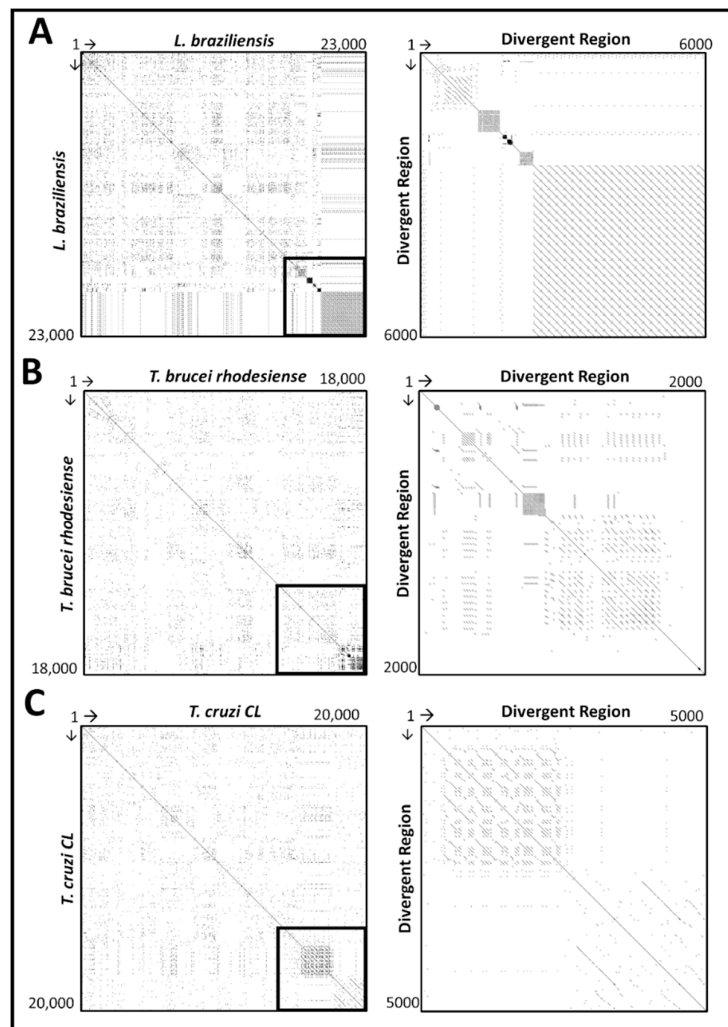 A
1 →
L. braziliensis
23,000
↓
L. braziliensis
23,000
Divergent Region
1 →
6000
↓
Divergent Region
6000
B
1 →
T. brucei rhodesiense
18,000
↓
T. brucei rhodesiense
18,000
Divergent Region
1 →
2000
↓
Divergent Region
2000
C
1 →
T. cruzi CL
20,000
↓
T. cruzi CL
20,000
Divergent Region
1 →
5000
↓
Divergent Region
5000